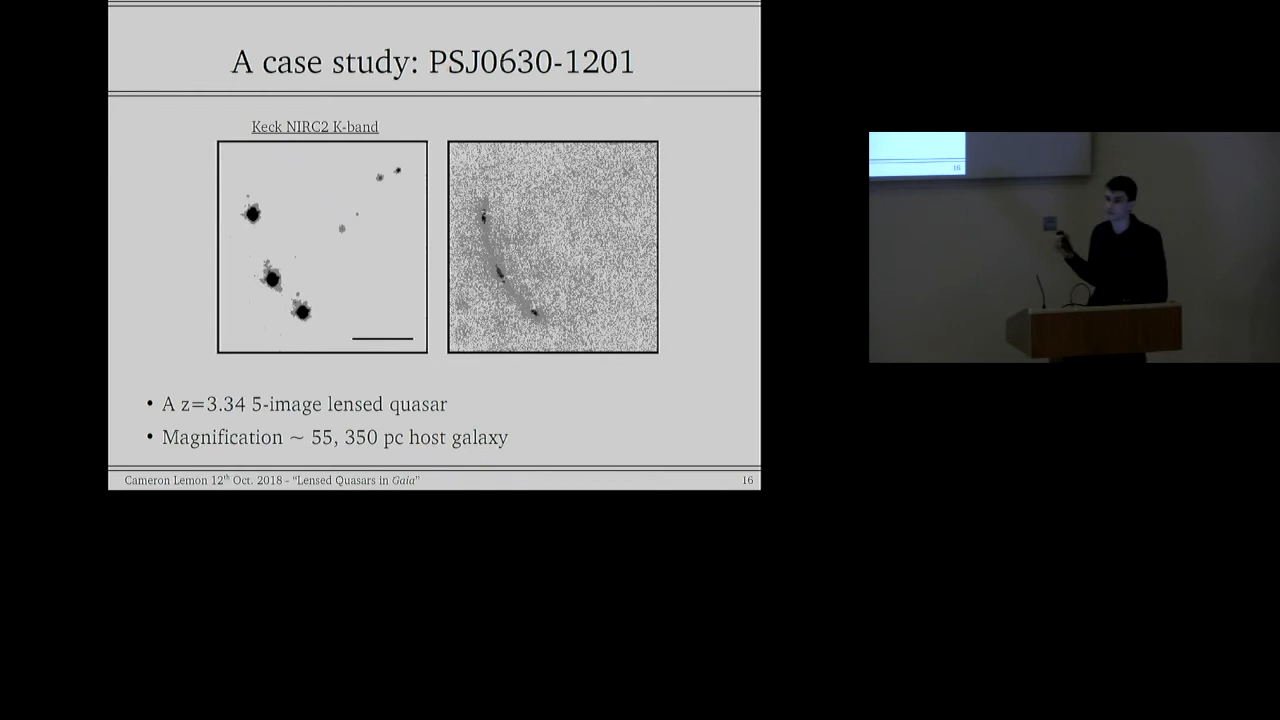 A case study: PSJ0630-1201
Keck NIRC2 K-band
• A z=3.34 5-image lensed quasar
• Magnification ~ 55, 350 pc host galaxy
Cameron Lemon 12th Oct. 2018 – “Lensed Quasars in Gaia”
16
16